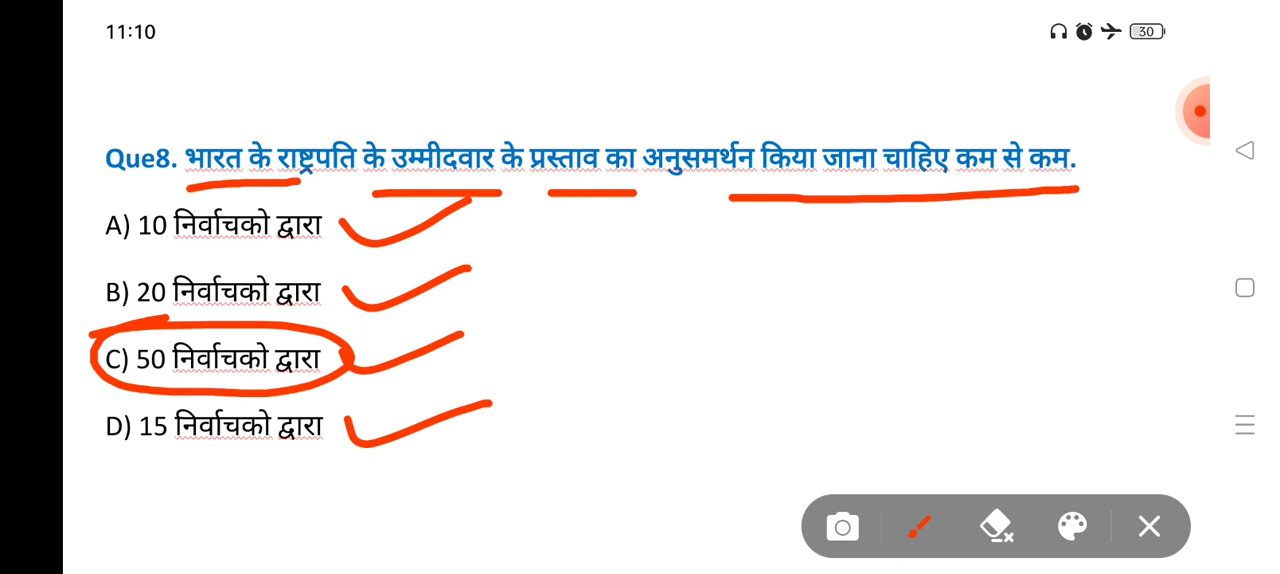 11:10
30
Que8. भारत के राष्ट्रपति के उम्मीदवार के प्रस्ताव का अनुसमर्थन किया जाना चाहिए कम से कम.
A) 10 निर्वाचको द्वारा
B) 20 निर्वाचको द्वारा
C) 50 निर्वाचको द्वारा
D) 15 निर्वाचको द्वारा